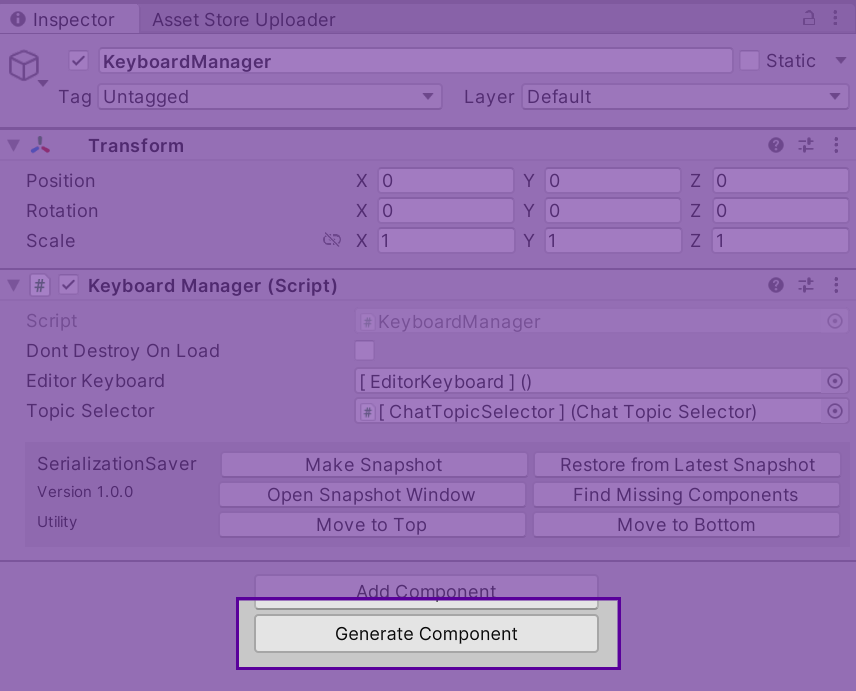 Inspector Asset Store Uploader
KeyboardManager Static
Tag Untagged Layer Default
Transform
Position X 0 Y 0 Z 0
Rotation X 0 Y 0 Z 0
Scale X 1 Y 1 Z 1
# Keyboard Manager (Script)
Script # KeyboardManager
Dont Destroy On Load
Editor Keyboard [ EditorKeyboard ] ()
Topic Selector # [ ChatTopicSelector ] (Chat Topic Selector)
SerializationSaver Make Snapshot Restore from Latest Snapshot
Version 1.0.0 Open Snapshot Window Find Missing Components
Utility Move to Top Move to Bottom
Add Component
Generate Component